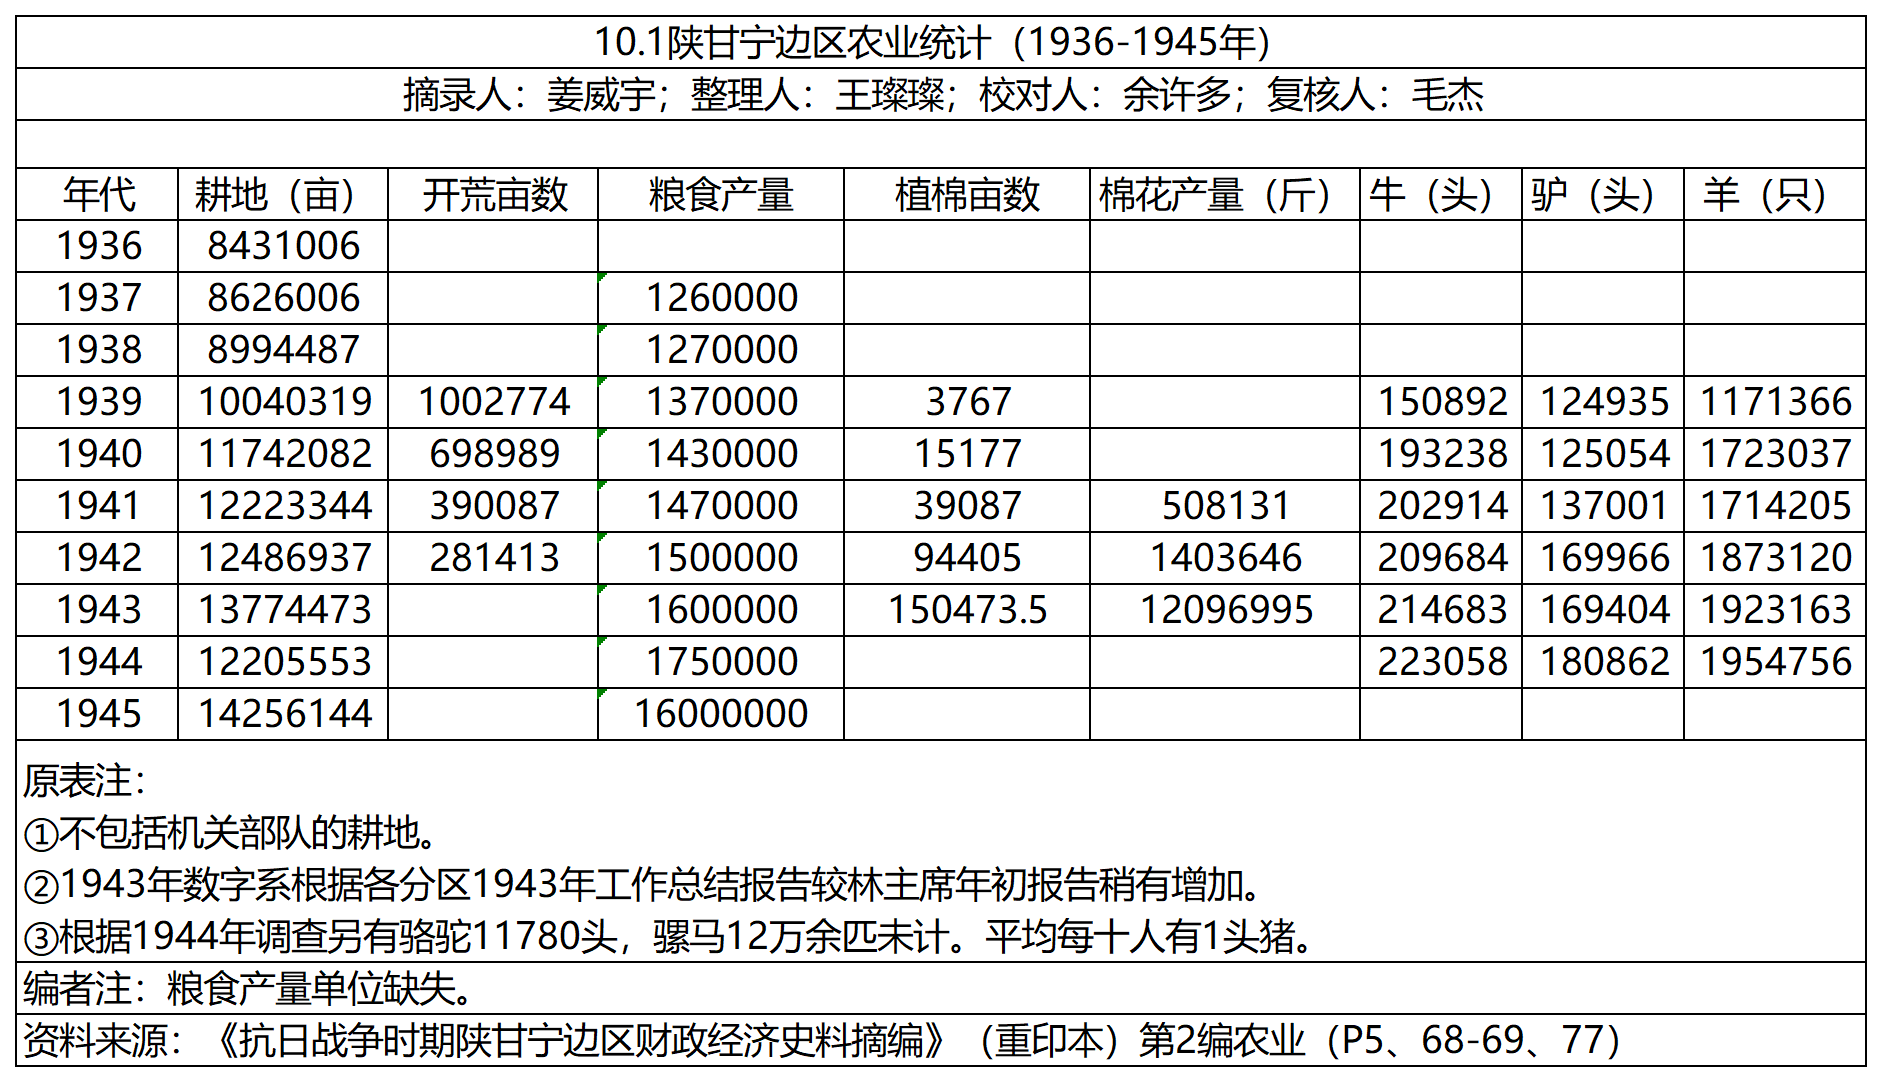 10.1陕甘宁边区农业统计（1936-1945年）
摘录人：姜威宇；整理人：王璨璨；校对人：余许多；复核人：毛杰
年代 耕地（亩） 开荒亩数 粮食产量 植棉亩数 棉花产量（斤） 牛（头） 驴（头） 羊（只）
1936 8431006
1937 8626006 1260000
1938 8994487 1270000
1939 10040319 1002774 1370000 3767 150892 124935 1171366
1940 11742082 698989 1430000 15177 193238 125054 1723037
1941 12223344 390087 1470000 39087 508131 202914 137001 1714205
1942 12486937 281413 1500000 94405 1403646 209684 169966 1873120
1943 13774473 1600000 150473.5 12096995 214683 169404 1923163
1944 12205553 1750000 223058 180862 1954756
1945 14256144 16000000
原表注：
①不包括机关部队的耕地。
②1943年数字系根据各分区1943年工作总结报告较林主席年初报告稍有增加。
③根据1944年调查另有骆驼11780头，骡马12万余匹未计。平均每十人有1头猪。
编者注：粮食产量单位缺失。
资料来源：《抗日战争时期陕甘宁边区财政经济史料摘编》（重印本）第2编农业（P5、68-69、77）